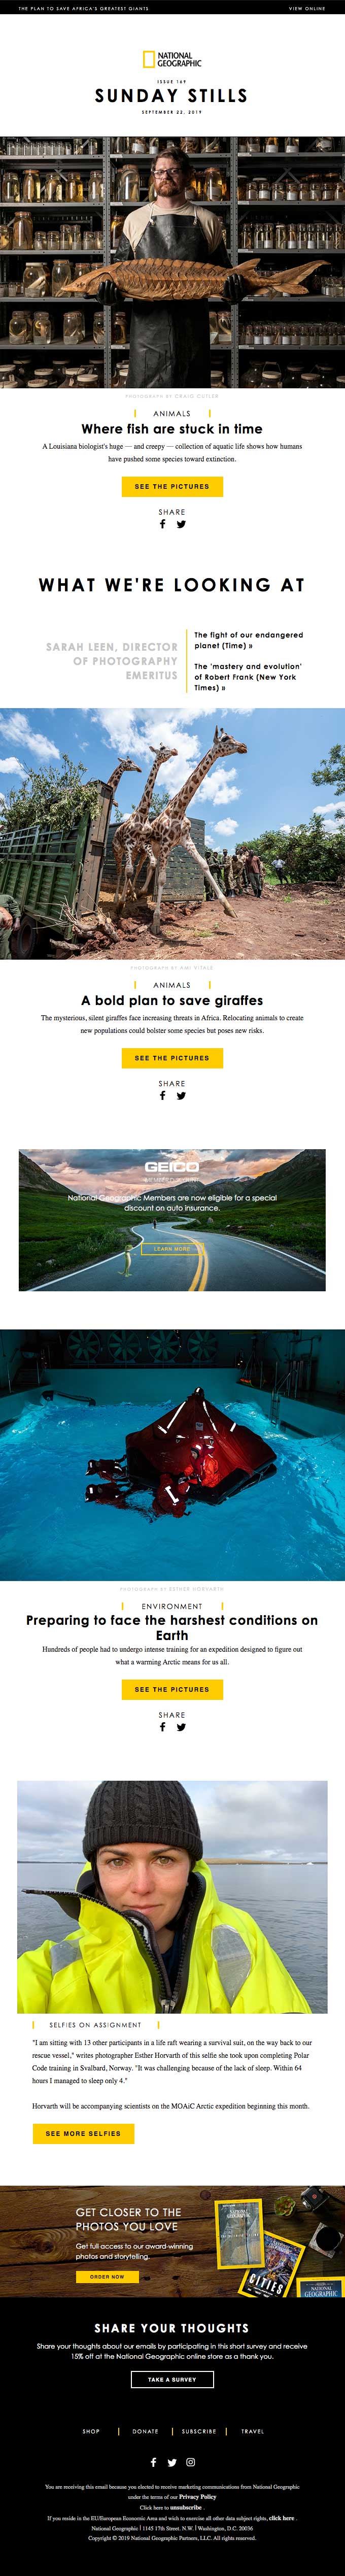 THE PLAN TO SAVE AFRICA'S GREATEST GIANTS
VIEW ONLINE
NATIONAL
GEOGRAPHIC
ISSUE 169
SUNDAY STILLS
SEPTEMBER 22, 2019
PHOTOGRAPH BY CRAIG CUTLER
ANIMALS
Where fish are stuck in time
A Louisiana biologist's huge — and creepy — collection of aquatic life shows how humans
have pushed some species toward extinction.
SEE THE PICTURES
SHARE
WHAT WE'RE LOOKING AT
SARAH LEEN, DIRECTOR
OF PHOTOGRAPHY
EMERITUS
The fight of our endangered
planet (Time) »
The 'mastery and evolution'
of Robert Frank (New York
Times) »
PHOTOGRAPH BY AMI VITALE
ANIMALS
A bold plan to save giraffes
The mysterious, silent giraffes face increasing threats in Africa. Relocating animals to create
new populations could bolster some species but poses new risks.
SEE THE PICTURES
SHARE
GEICO
National Geographic Members are now eligible for a special
discount on auto insurance.
LEARN MORE
PHOTOGRAPH BY ESTHER HORVATH
ENVIRONMENT
Preparing to face the harshest conditions on
Earth
Hundreds of people had to undergo intense training for an expedition designed to figure out
what a warming Arctic means for us all.
SEE THE PICTURES
SHARE
SELFIES ON ASSIGNMENT
"I am sitting with 13 other participants in a life raft wearing a survival suit, on the way back to our
rescue vessel," writes photographer Esther Horvath of this selfie she took upon completing Polar
Code training in Svalbard, Norway. "It was challenging because of the lack of sleep. Within 64
hours I managed to sleep only 4."
Horvath will be accompanying scientists on the MOAiC Arctic expedition beginning this month.
SEE MORE SELFIES
GET CLOSER TO THE
PHOTOS YOU LOVE
Get full access to our award-winning
photos and storytelling.
ORDER NOW
CITIES
NATIONAL
GEOGRAPHIC
SHARE YOUR THOUGHTS
Share your thoughts about our emails by participating in this short survey and receive
15% off at the National Geographic online store as a thank you.
TAKE A SURVEY
SHOP
DONATE
SUBSCRIBE
TRAVEL
You are receiving this email because you elected to receive marketing communications from National Geographic
under the terms of our Privacy Policy
Click here to unsubscribe .
If you reside in the EU/European Economic Area and wish to exercise all other data subject rights, click here .
National Geographic | 1145 17th Street. N.W. | Washington, D.C. 20036
Copyright © 2019 National Geographic Partners, LLC. All rights reserved.